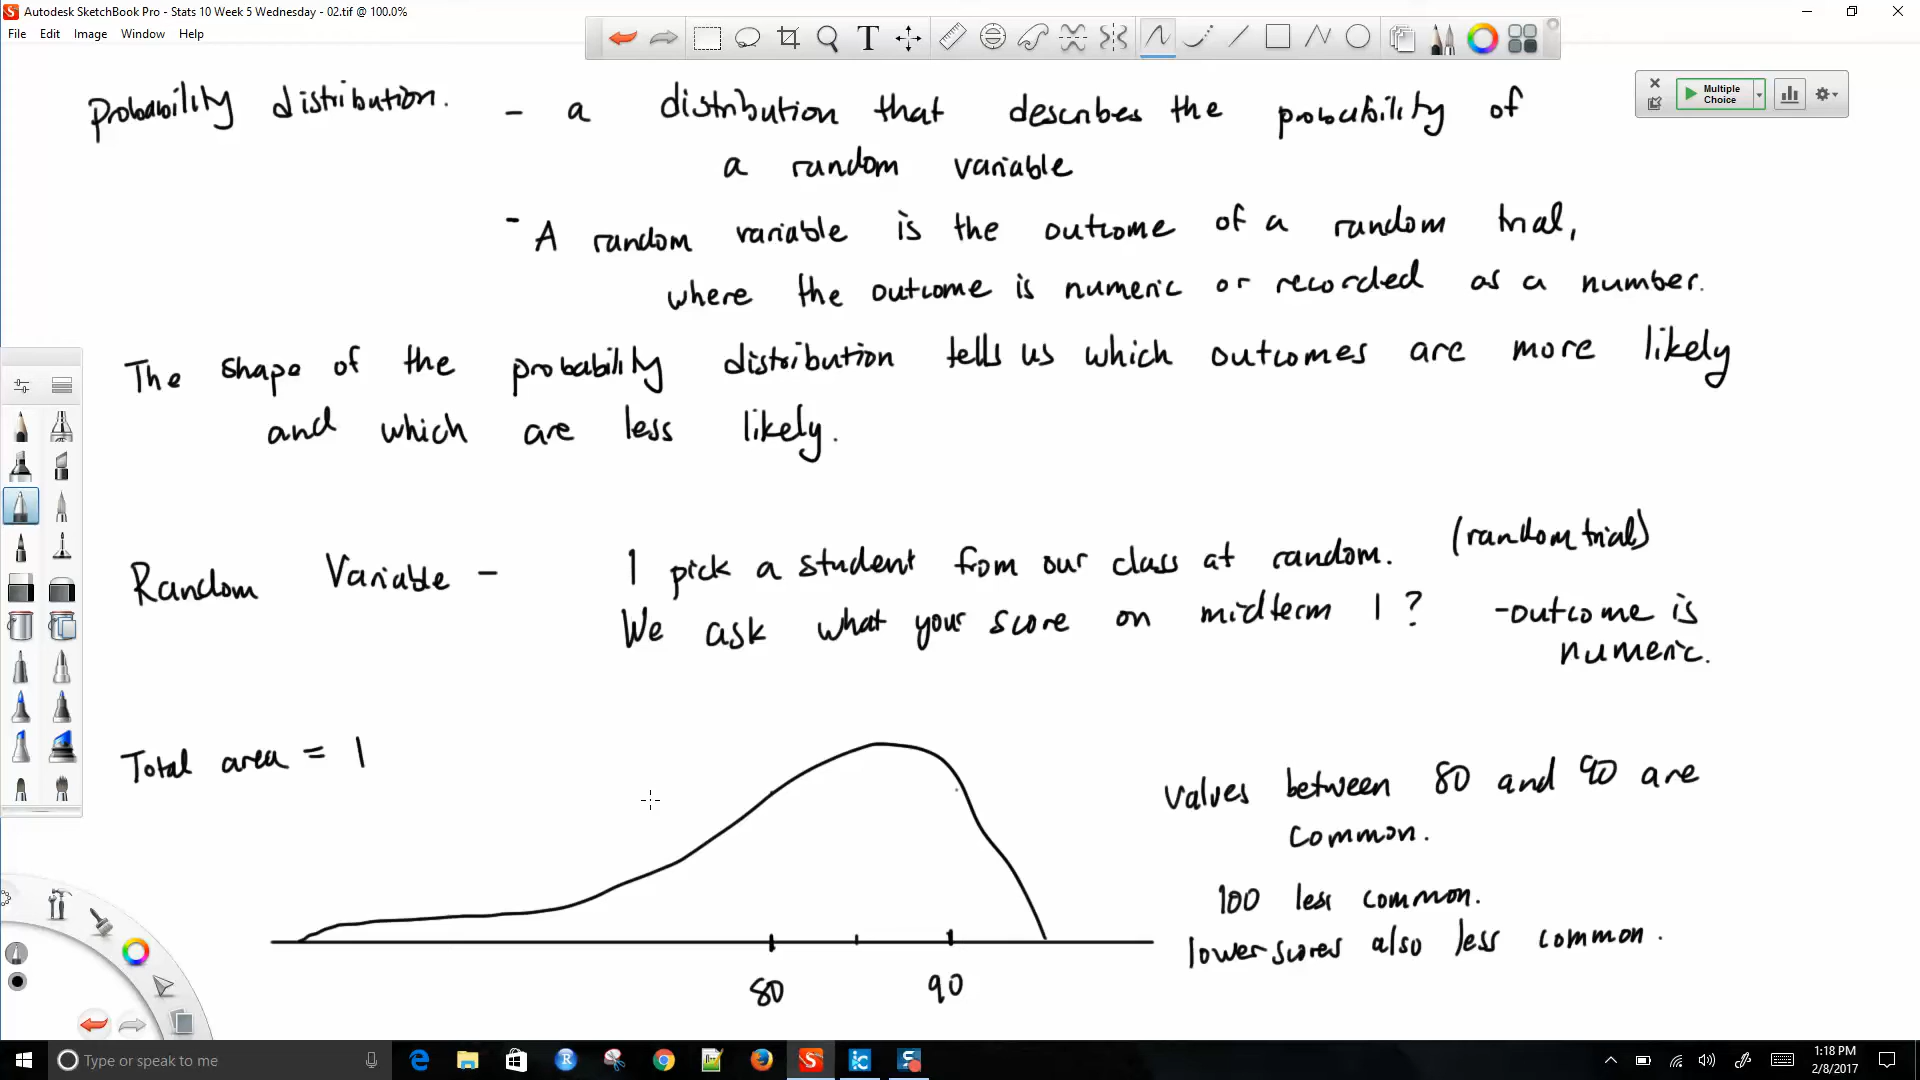 Autodesk SketchBook Pro - Stats 10 Week 5 Wednesday - 02.tif @ 100.0%
File Edit Image Window Help
T
Multiple
Choice
Probability distribution. - a distribution that describes the probability of
a random variable
- A random variable is the outcome of a random trial,
where the outcome is numeric or recorded as a number.
The shape of the probability distribution tells us which outcomes are more likely
and which are less likely.
Random Variable - I pick a student from our class at random. (random trial)
We ask what your score on midterm 1? - outcome is
numeric.
Total area = 1
Values between 80 and 90 are
common.
100 less common.
lower scores also less common.
80 90
Type or speak to me
1:18 PM
2/8/2017